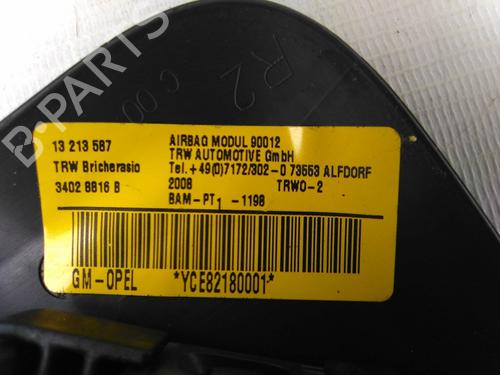 R2
C 00
13 213 587
TRW Bricherasio
3402 8816 B
AIRBAG MODUL 90012
TRW AUTOMOTIVE GmbH
Tel.+49(0)7172/302-0 73553 ALFDORF
2008 TRWO-2
BAM-PT1-1198
GM-OPEL *YCE82180001*
B-PARTS